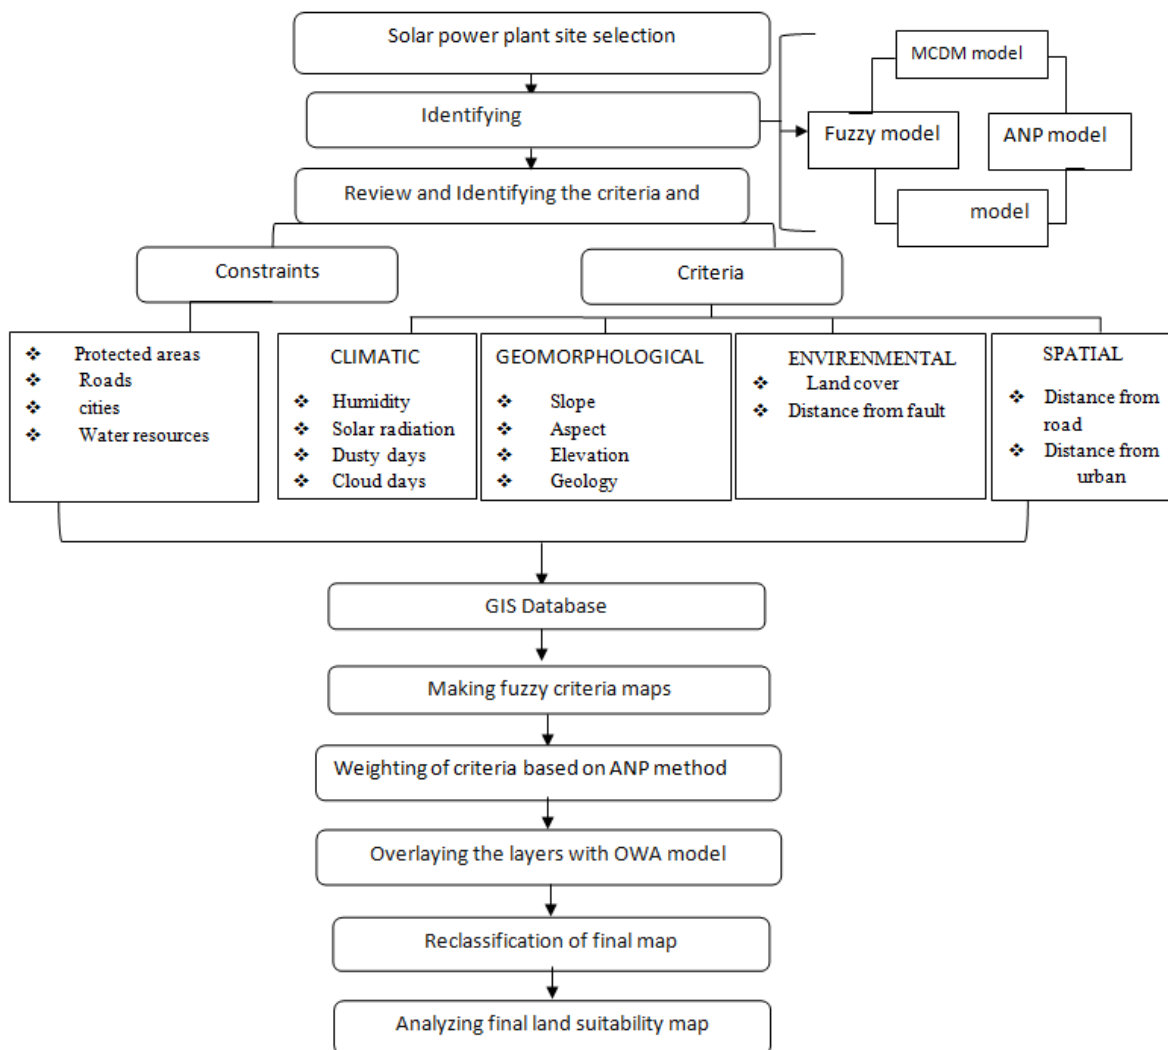 Solar power plant site selection
MCDM model
Identifying
Fuzzy model
ANP model
Review and Identifying the criteria and
model
Constraints
Criteria
❖ Protected areas
❖ Roads
❖ cities
❖ Water resources
CLIMATIC
❖ Humidity
❖ Solar radiation
❖ Dusty days
❖ Cloud days
GEOMORPHOLOGICAL
❖ Slope
❖ Aspect
❖ Elevation
❖ Geology
ENVIRENMENTAL
❖ Land cover
❖ Distance from fault
SPATIAL
❖ Distance from
road
❖ Distance from
urban
GIS Database
Making fuzzy criteria maps
Weighting of criteria based on ANP method
Overlaying the layers with OWA model
Reclassification of final map
Analyzing final land suitability map